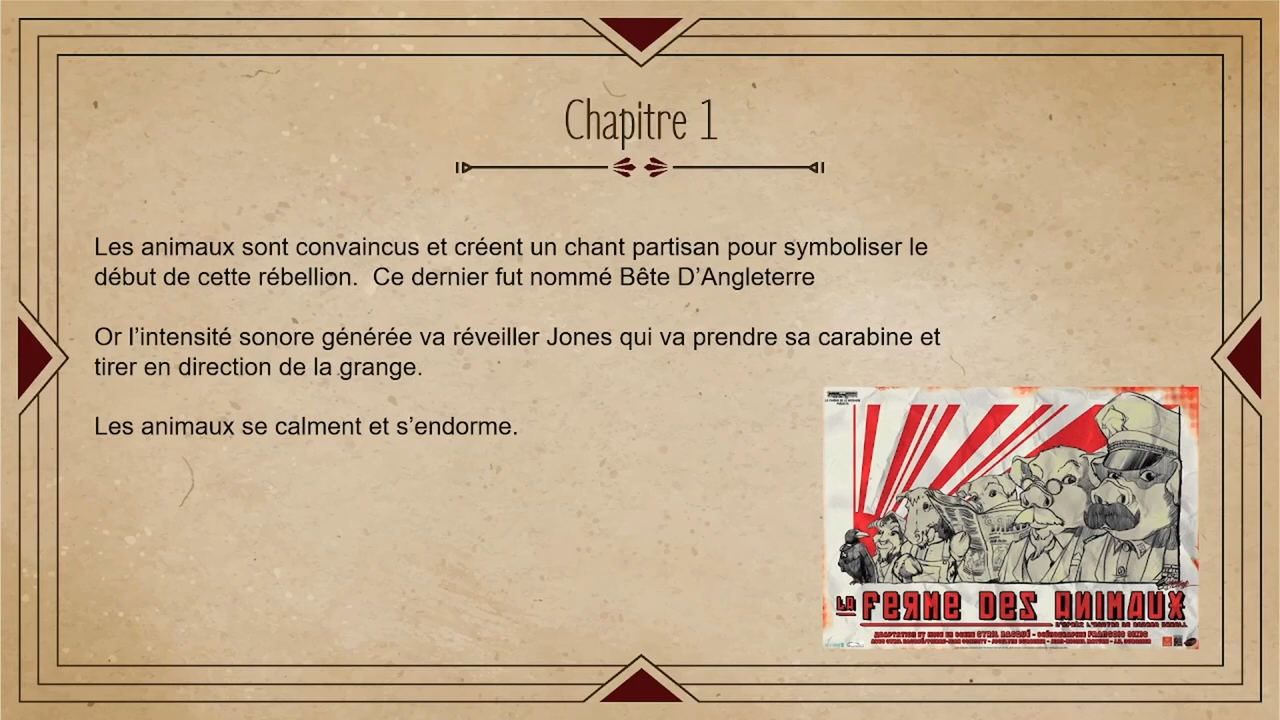 Chapitre 1
Les animaux sont convaincus et créent un chant partisan pour symboliser le
début de cette rébellion.  Ce dernier fut nommé Bête D’Angleterre
Or l’intensité sonore générée va réveiller Jones qui va prendre sa carabine et
tirer en direction de la grange.
Les animaux se calment et s’endorme.
LA FERME DES ANIMAUX